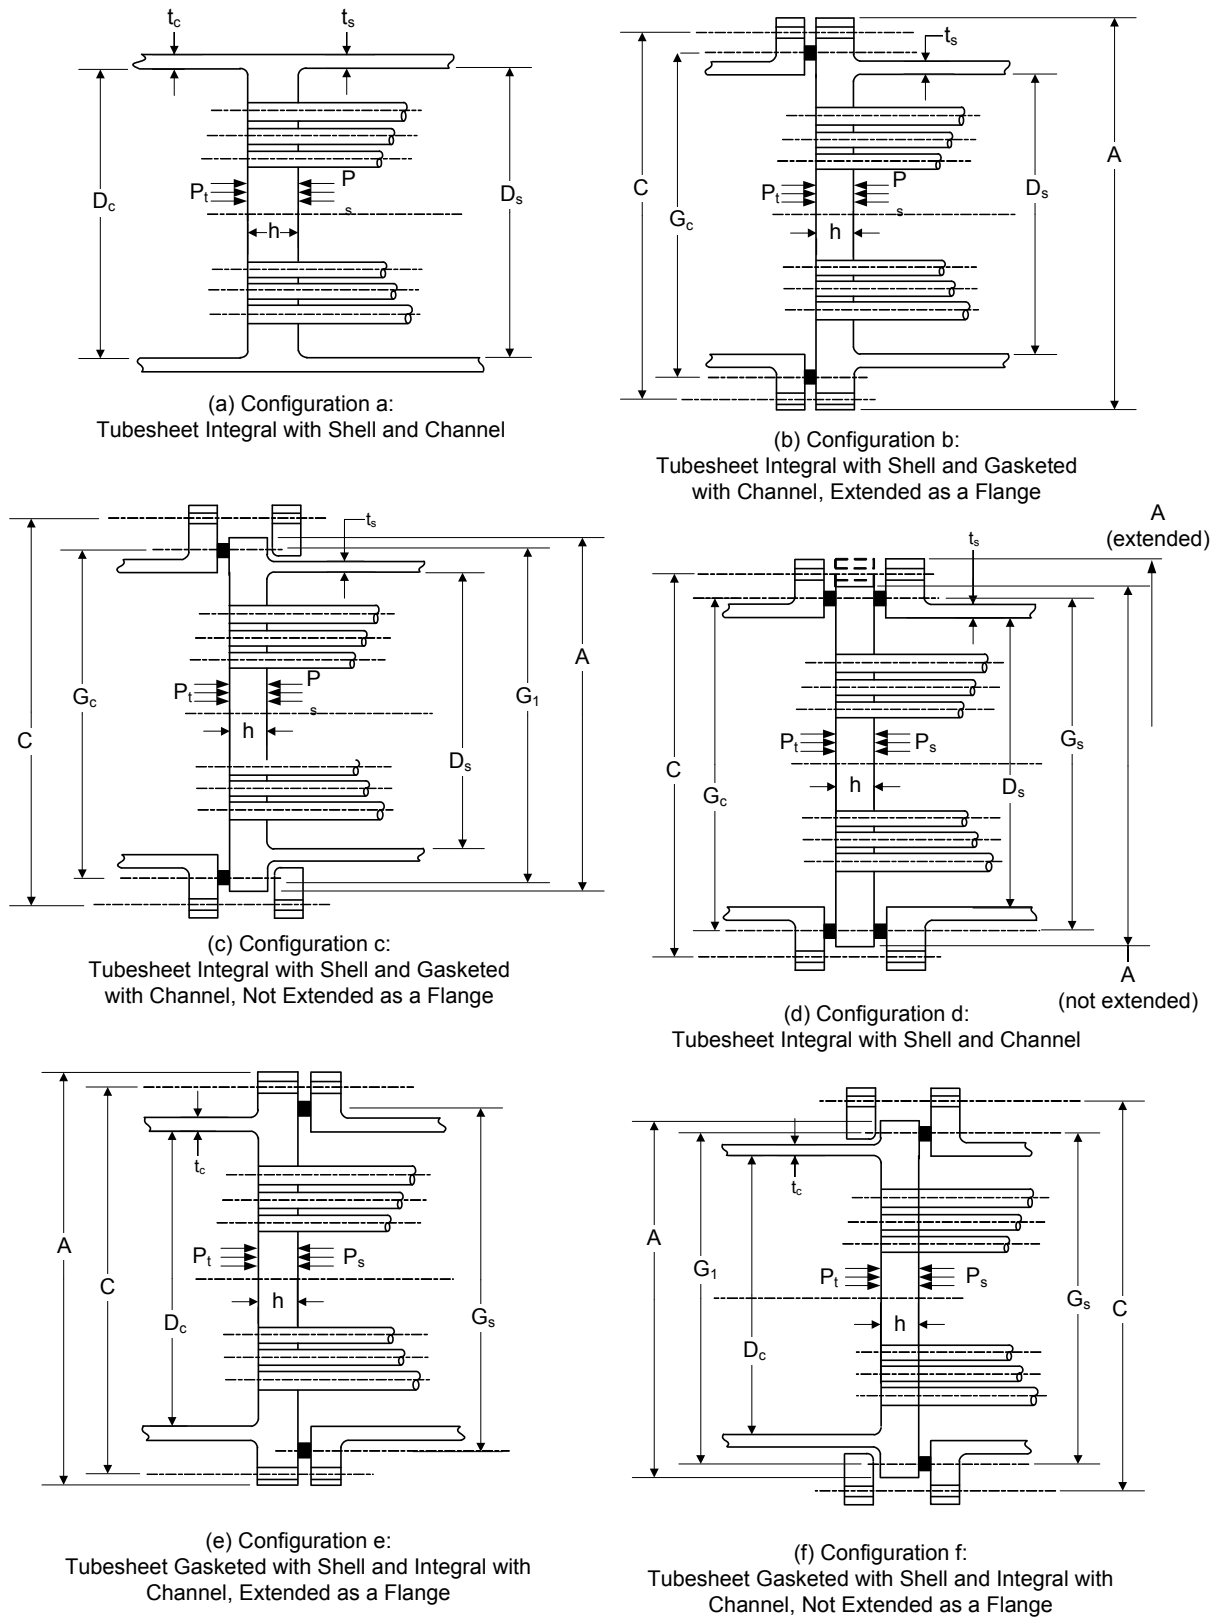 tc
ts
Dc
Pt
P
s
h
Ds
(a) Configuration a:
Tubesheet Integral with Shell and Channel
ts
C
Gc
Pt
P
s
h
Ds
A
(b) Configuration b:
Tubesheet Integral with Shell and Gasketed
with Channel, Extended as a Flange
ts
C
Gc
Pt
P
s
h
Ds
G1
A
(c) Configuration c:
Tubesheet Integral with Shell and Gasketed
with Channel, Not Extended as a Flange
A
(extended)
ts
C
Gc
Pt
Ps
h
Ds
Gs
A
(not extended)
(d) Configuration d:
Tubesheet Integral with Shell and Channel
tc
A
C
Dc
Pt
Ps
h
Gs
(e) Configuration e:
Tubesheet Gasketed with Shell and Integral with
Channel, Extended as a Flange
tc
A
G1
Dc
Pt
Ps
h
Gs
C
(f) Configuration f:
Tubesheet Gasketed with Shell and Integral with
Channel, Not Extended as a Flange